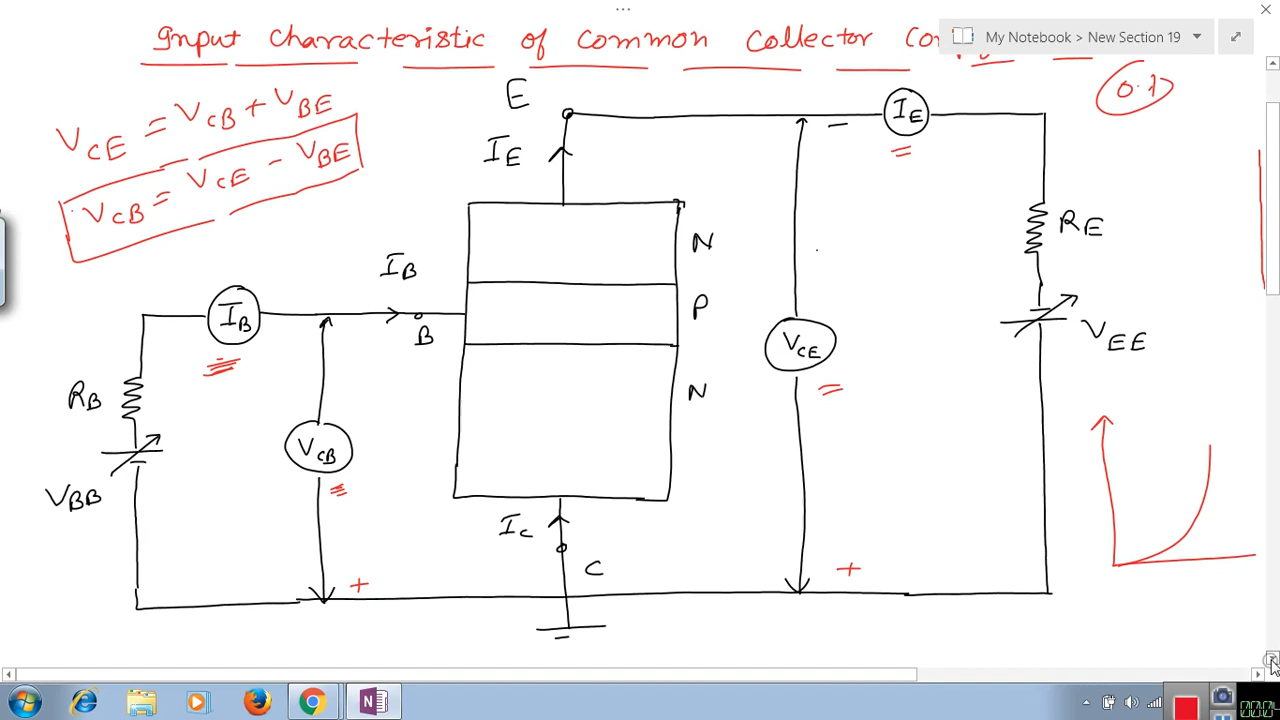 My Notebook > New Section 19
Input Characteristic of Common Collector
0.7
VCE = VCB + VBE
VCB = VCE - VBE
E
IE
IE
-
N
RE
IB
IB
B
P
VCE
VEE
RB
VCB
N
VBB
IC
C
+
+